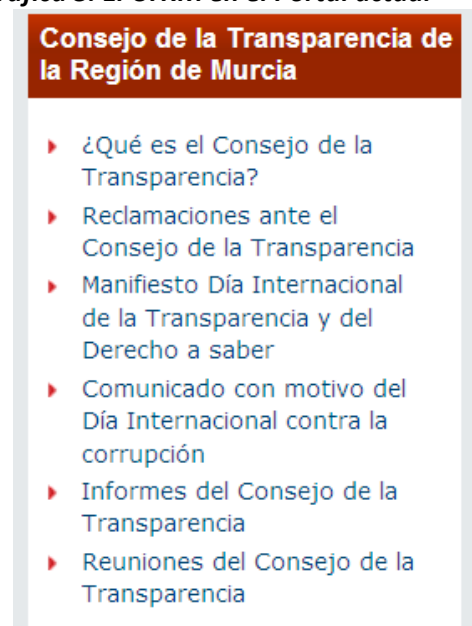 Consejo de la Transparencia de
la Región de Murcia
¿Qué es el Consejo de la
Transparencia?
Reclamaciones ante el
Consejo de la Transparencia
Manifiesto Día Internacional
de la Transparencia y del
Derecho a saber
Comunicado con motivo del
Día Internacional contra la
corrupción
Informes del Consejo de la
Transparencia
Reuniones del Consejo de la
Transparencia